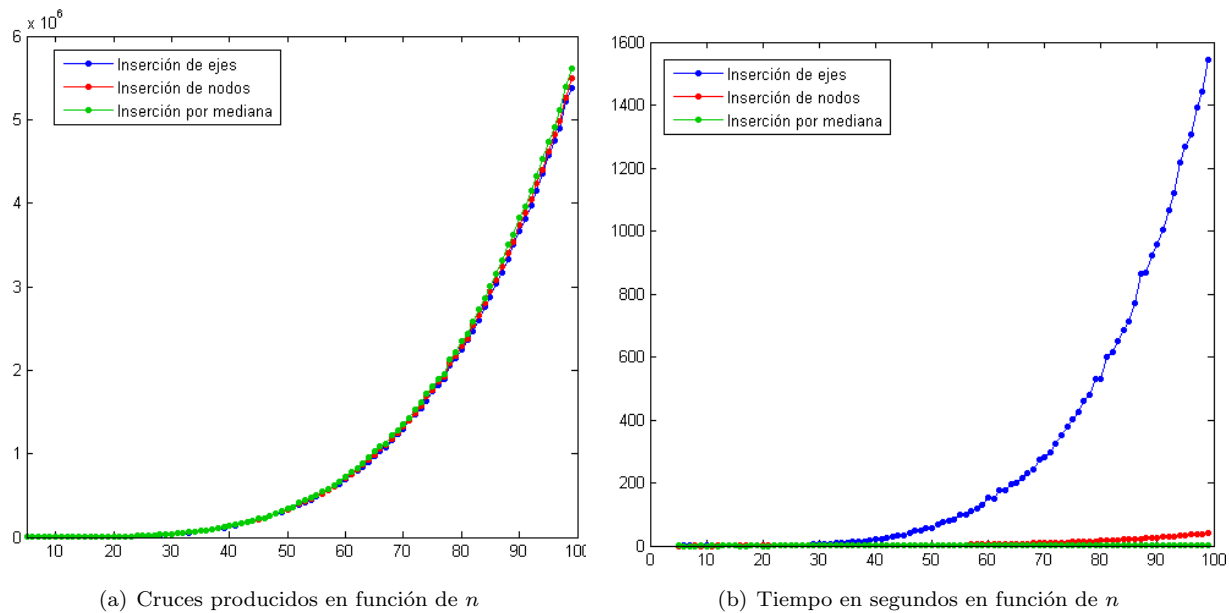 x 10⁶
6
5
4
3
2
1
0
10 20 30 40 50 60 70 80 90 100
Inserción de ejes
Inserción de nodos
Inserción por mediana
(a) Cruces producidos en función de n
1600
1400
1200
1000
800
600
400
200
0
0 10 20 30 40 50 60 70 80 90 100
Inserción de ejes
Inserción de nodos
Inserción por mediana
(b) Tiempo en segundos en función de n